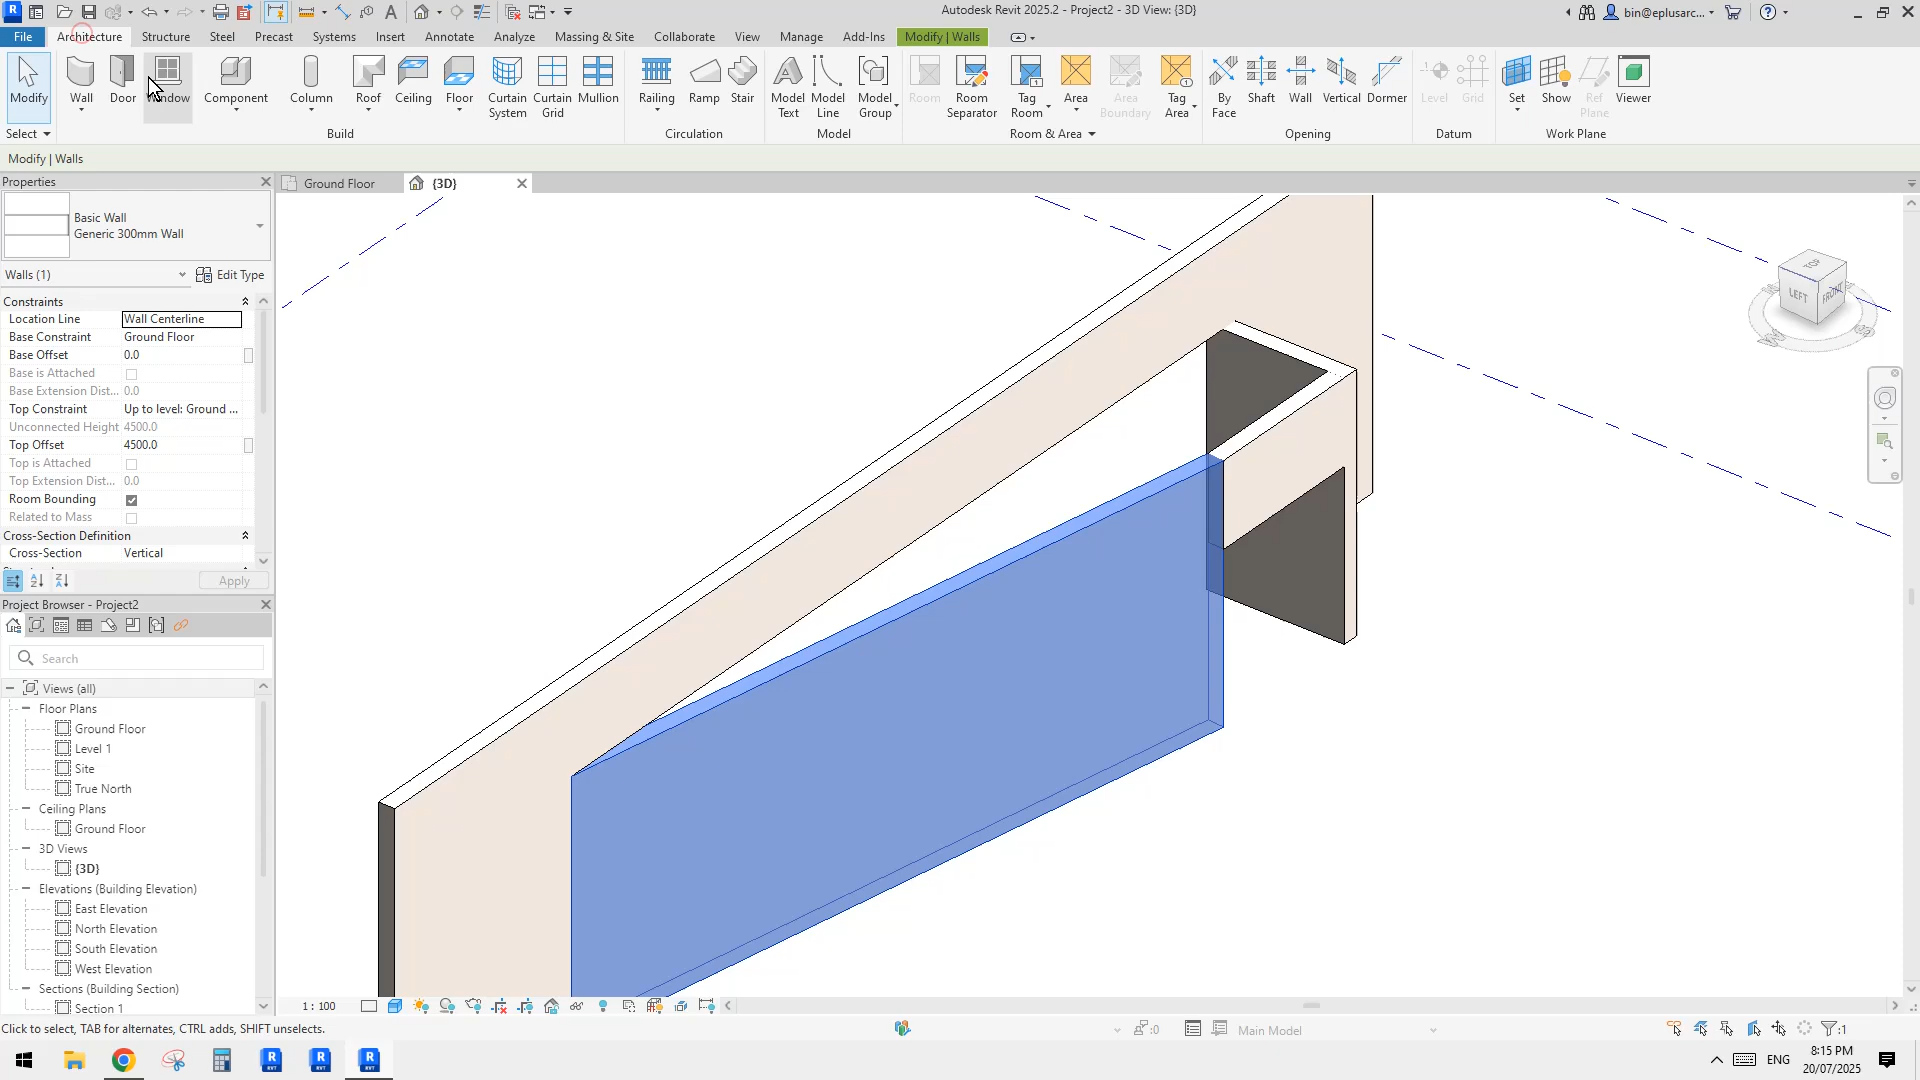 Autodesk Revit 2025.2 - Project2 - 3D View: {3D}
bin@eplusarc...
File Architecture Structure Steel Precast Systems Insert Annotate Analyze Massing & Site Collaborate View Manage Add-Ins Modify | Walls
Modify Wall Door Window Component Column Roof Ceiling Floor Curtain System Curtain Grid Mullion Railing Ramp Stair Model Text Model Line Model Group Room Room Separator Tag Room Area Area Boundary Tag Area By Face Shaft Wall Vertical Dormer Level Grid Set Show Ref Plane Viewer
Select Build Circulation Model Room & Area Opening Datum Work Plane
Modify | Walls
Properties
Ground Floor {3D}
Basic Wall
Generic 300mm Wall
Walls (1) Edit Type
Constraints
Location Line Wall Centerline
Base Constraint Ground Floor
Base Offset 0.0
Base is Attached
Base Extension Dist... 0.0
Top Constraint Up to level: Ground ...
Unconnected Height 4500.0
Top Offset 4500.0
Top is Attached
Top Extension Dist... 0.0
Room Bounding
Related to Mass
Cross-Section Definition
Cross-Section Vertical
Apply
Project Browser - Project2
Search
Views (all)
Floor Plans
Ground Floor
Level 1
Site
True North
Ceiling Plans
Ground Floor
3D Views
{3D}
Elevations (Building Elevation)
East Elevation
North Elevation
South Elevation
West Elevation
Sections (Building Section)
Section 1
TOP
LEFT FRONT
1 : 100
Click to select, TAB for alternates, CTRL adds, SHIFT unselects.
:0
Main Model
:1
ENG
8:15 PM
20/07/2025